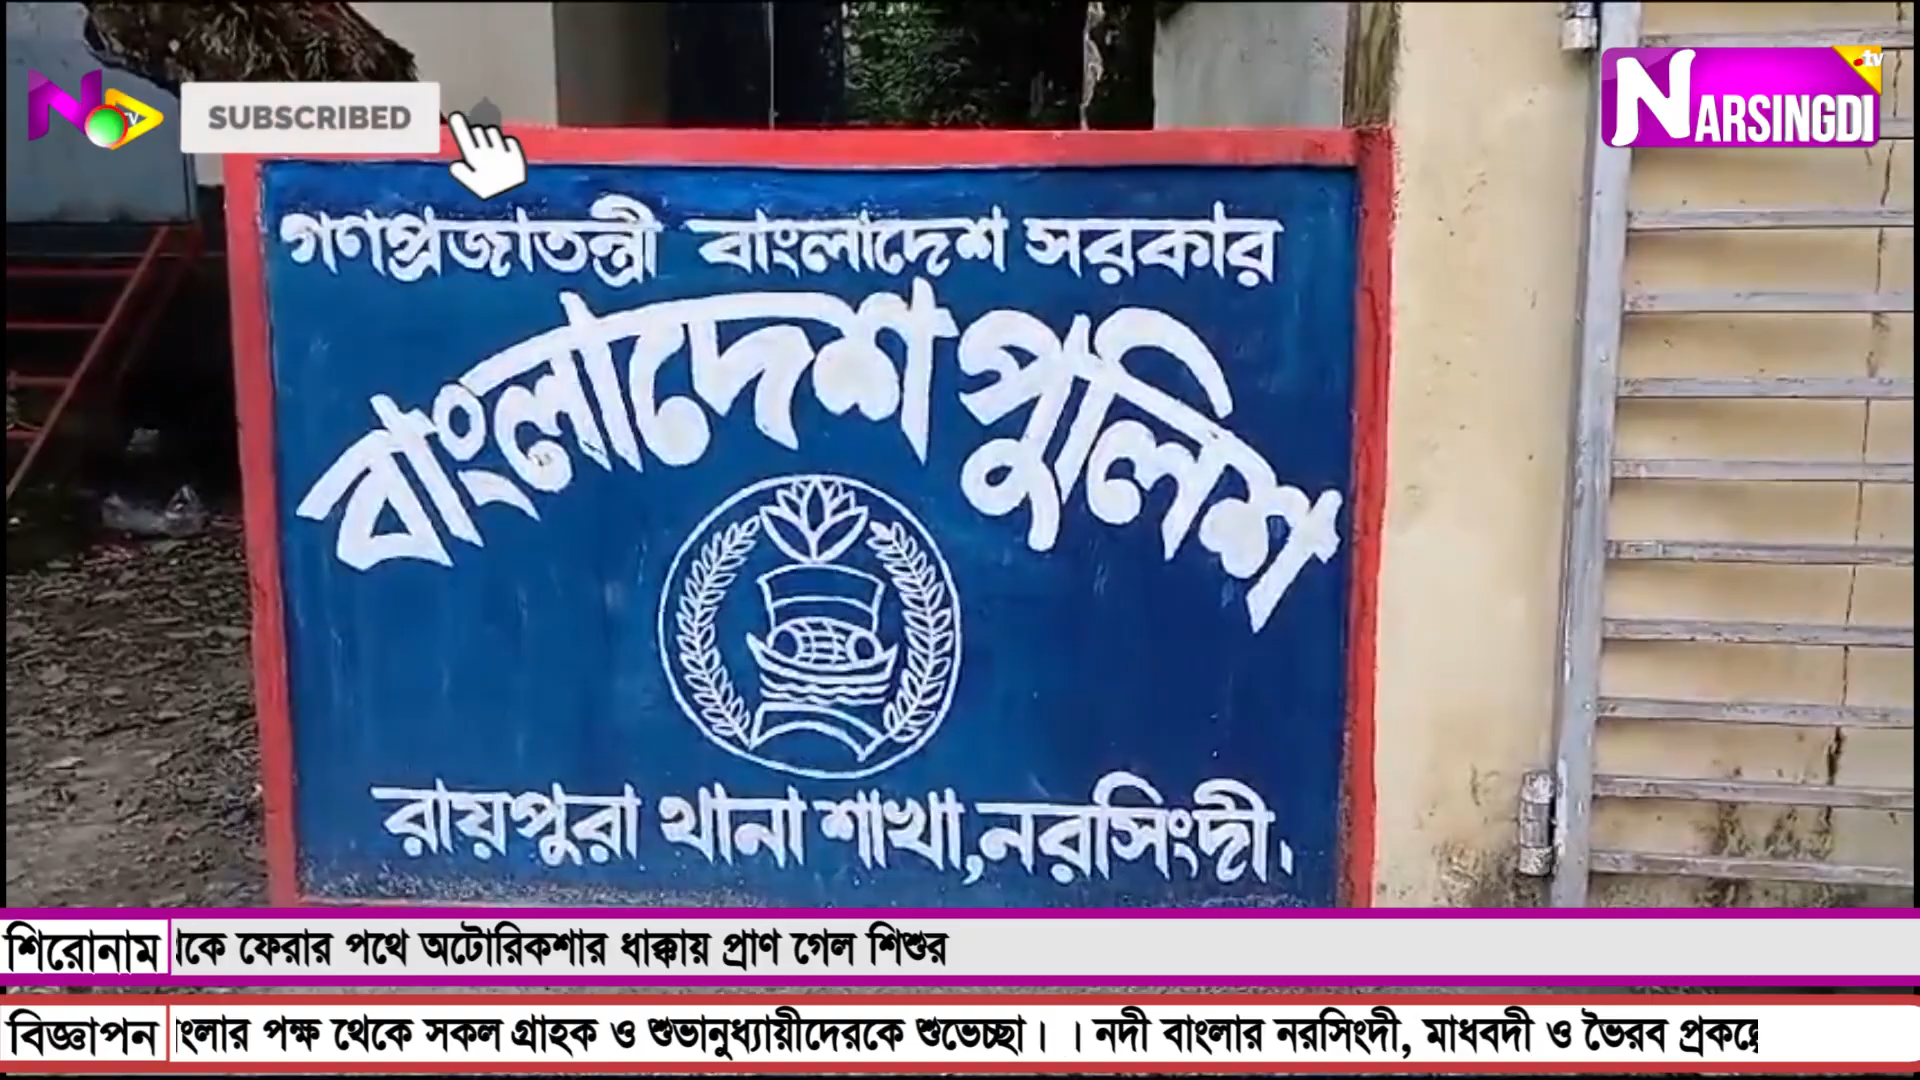 SUBSCRIBED
NARSINGDI
.tv
গণপ্রজাতন্ত্রী বাংলাদেশ সরকার
বাংলাদেশ পুলিশ
রায়পুরা থানা শাখা, নরসিংদী।
শিরোনাম
কে ফেরার পথে অটোরিকশার ধাক্কায় প্রাণ গেল শিশুর
বিজ্ঞাপন
ংলার পক্ষ থেকে সকল গ্রাহক ও শুভানুধ্যায়ীদেরকে শুভেচ্ছা। । নদী বাংলার নরসিংদী, মাধবদী ও ভৈরব